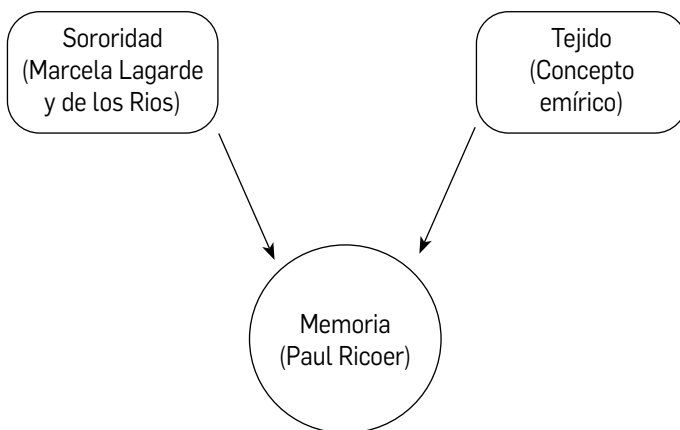 Sororidad
(Marcela Lagarde
y de los Rios)
Tejido
(Concepto
emírico)
Memoria
(Paul Ricoer)